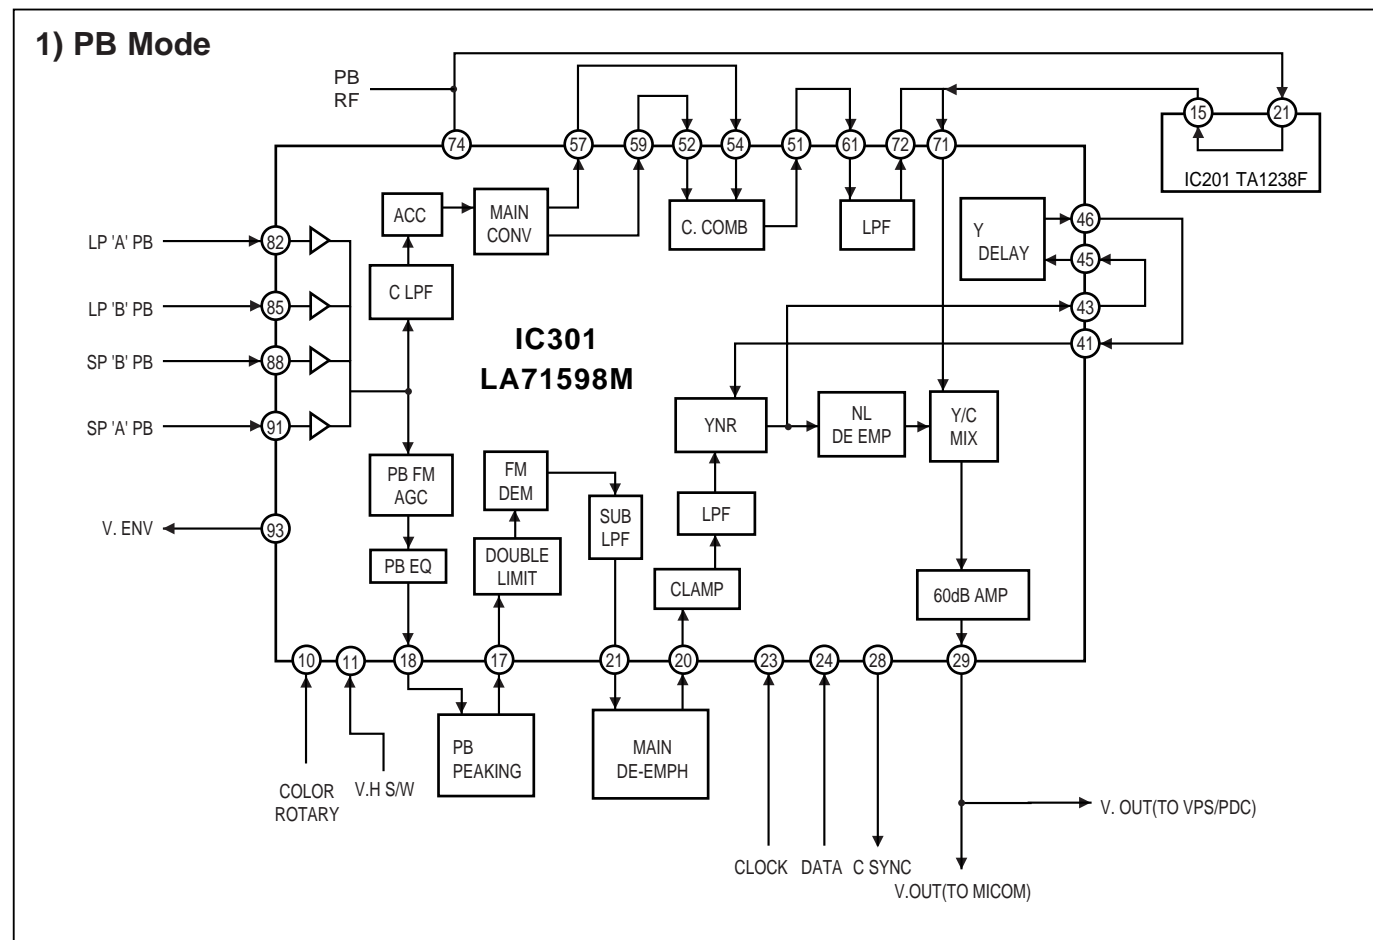 1) PB Mode
PB
RF
74
57
59
52
54
51
61
72
71
15
21
IC201 TA1238F
ACC
MAIN
CONV
C. COMB
LPF
Y
DELAY
46
45
43
41
LP 'A' PB
82
LP 'B' PB
85
SP 'B' PB
88
SP 'A' PB
91
C LPF
IC301
LA71598M
YNR
NL
DE EMP
Y/C
MIX
PB FM
AGC
FM
DEM
SUB
LPF
LPF
V. ENV
93
PB EQ
DOUBLE
LIMIT
CLAMP
60dB AMP
10
11
18
17
21
20
23
24
28
29
PB
PEAKING
MAIN
DE-EMPH
COLOR
ROTARY
V.H S/W
CLOCK
DATA
C SYNC
V. OUT(TO VPS/PDC)
V.OUT(TO MICOM)